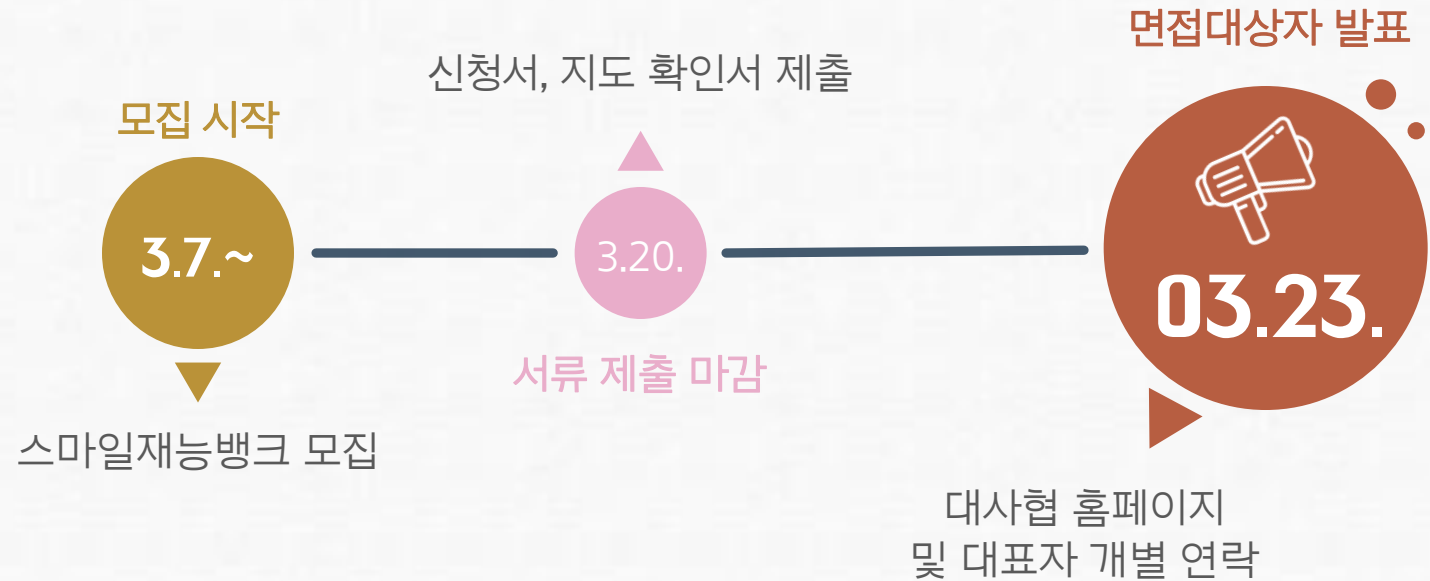 모집 시작
3.7.~
스마일재능뱅크 모집
신청서, 지도 확인서 제출
3.20.
서류 제출 마감
면접대상자 발표
03.23.
대사협 홈페이지
및 대표자 개별 연락